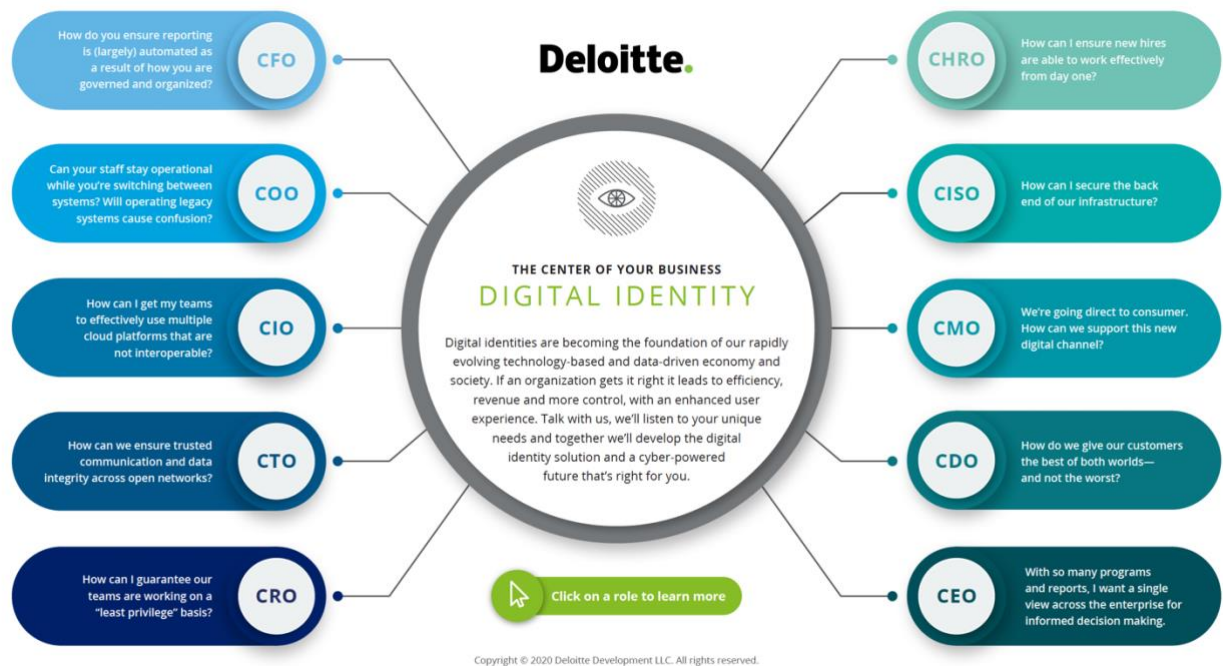 Deloitte.
How do you ensure reporting
is (largely) automated as
a result of how you are
governed and organized?
CFO
Can your staff stay operational
while you're switching between
systems? Will operating legacy
systems cause confusion?
COO
How can I get my teams
to effectively use multiple
cloud platforms that are
not interoperable?
CIO
How can we ensure trusted
communication and data
integrity across open networks?
CTO
How can I guarantee our
teams are working on a
“least privilege” basis?
CRO
THE CENTER OF YOUR BUSINESS
DIGITAL IDENTITY
Digital identities are becoming the foundation of our rapidly
evolving technology-based and data-driven economy and
society. If an organization gets it right it leads to efficiency,
revenue and more control, with an enhanced user
experience. Talk with us, we'll listen to your unique
needs and together we'll develop the digital
identity solution and a cyber-powered
future that's right for you.
Click on a role to learn more
CHRO
How can I ensure new hires
are able to work effectively
from day one?
CISO
How can I secure the back
end of our infrastructure?
CMO
We're going direct to consumer.
How can we support this new
digital channel?
CDO
How do we give our customers
the best of both worlds—
and not the worst?
CEO
With so many programs
and reports, I want a single
view across the enterprise for
informed decision making.
Copyright © 2020 Deloitte Development LLC. All rights reserved.